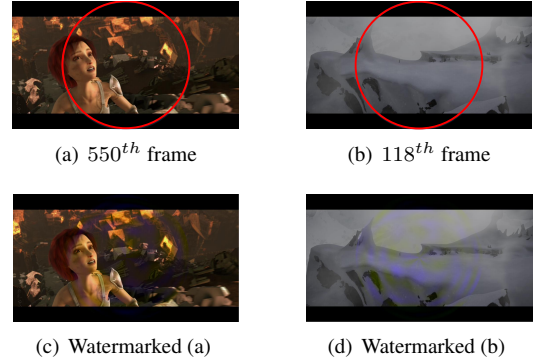 (a) 550th frame
(b) 118th frame
(c) Watermarked (a)
(d) Watermarked (b)